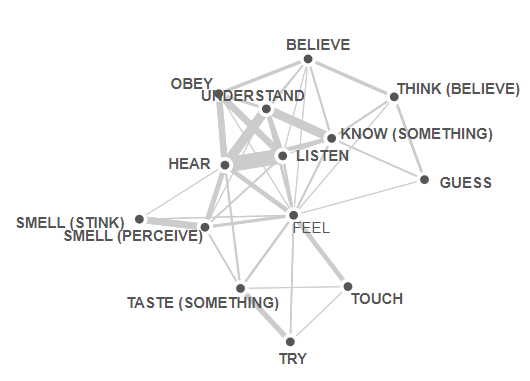 BELIEVE
OBEY
THINK (BELIEVE)
UNDERSTAND
KNOW (SOMETHING)
LISTEN
HEAR
GUESS
SMELL (STINK)
FEEL
SMELL (PERCEIVE)
TASTE (SOMETHING)
TOUCH
TRY